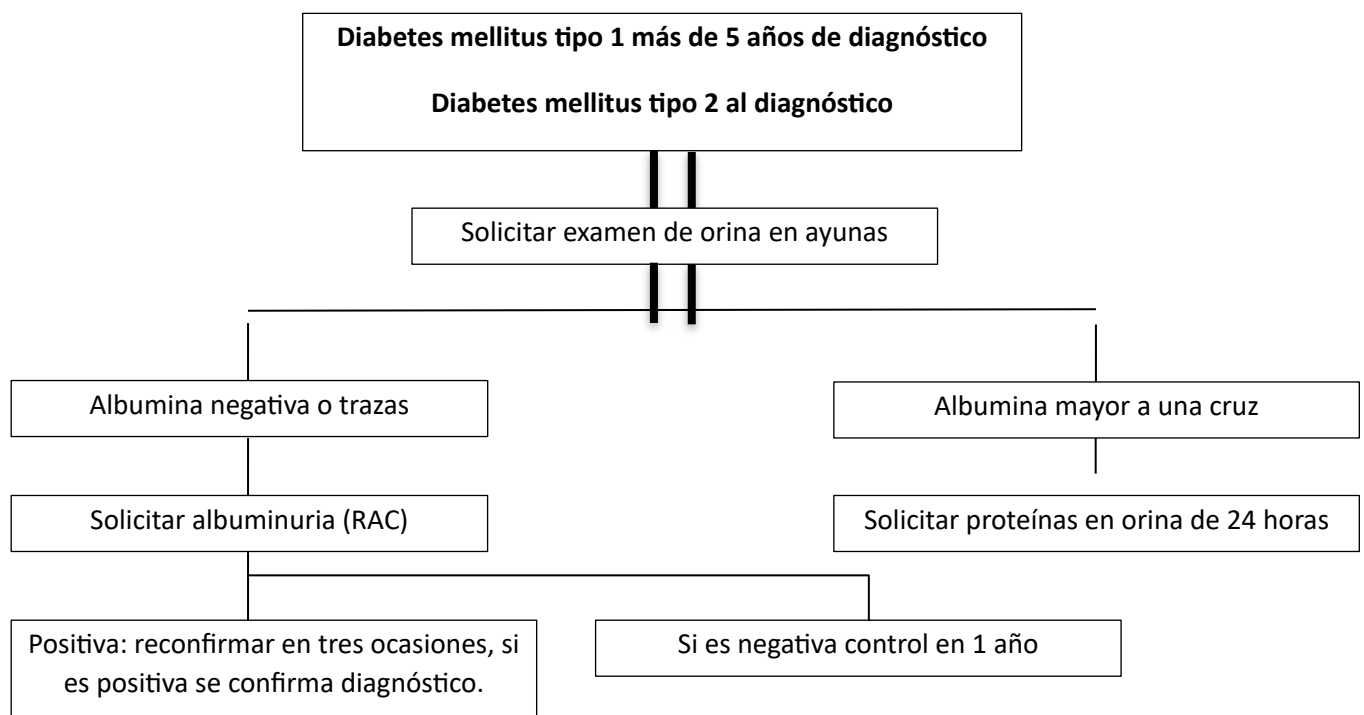 Diabetes mellitus tipo 1 más de 5 años de diagnóstico
Diabetes mellitus tipo 2 al diagnóstico
Solicitar examen de orina en ayunas
Albumina negativa o trazas
Albumina mayor a una cruz
Solicitar albuminuria (RAC)
Solicitar proteínas en orina de 24 horas
Positiva: reconfirmar en tres ocasiones, si
es positiva se confirma diagnóstico.
Si es negativa control en 1 año